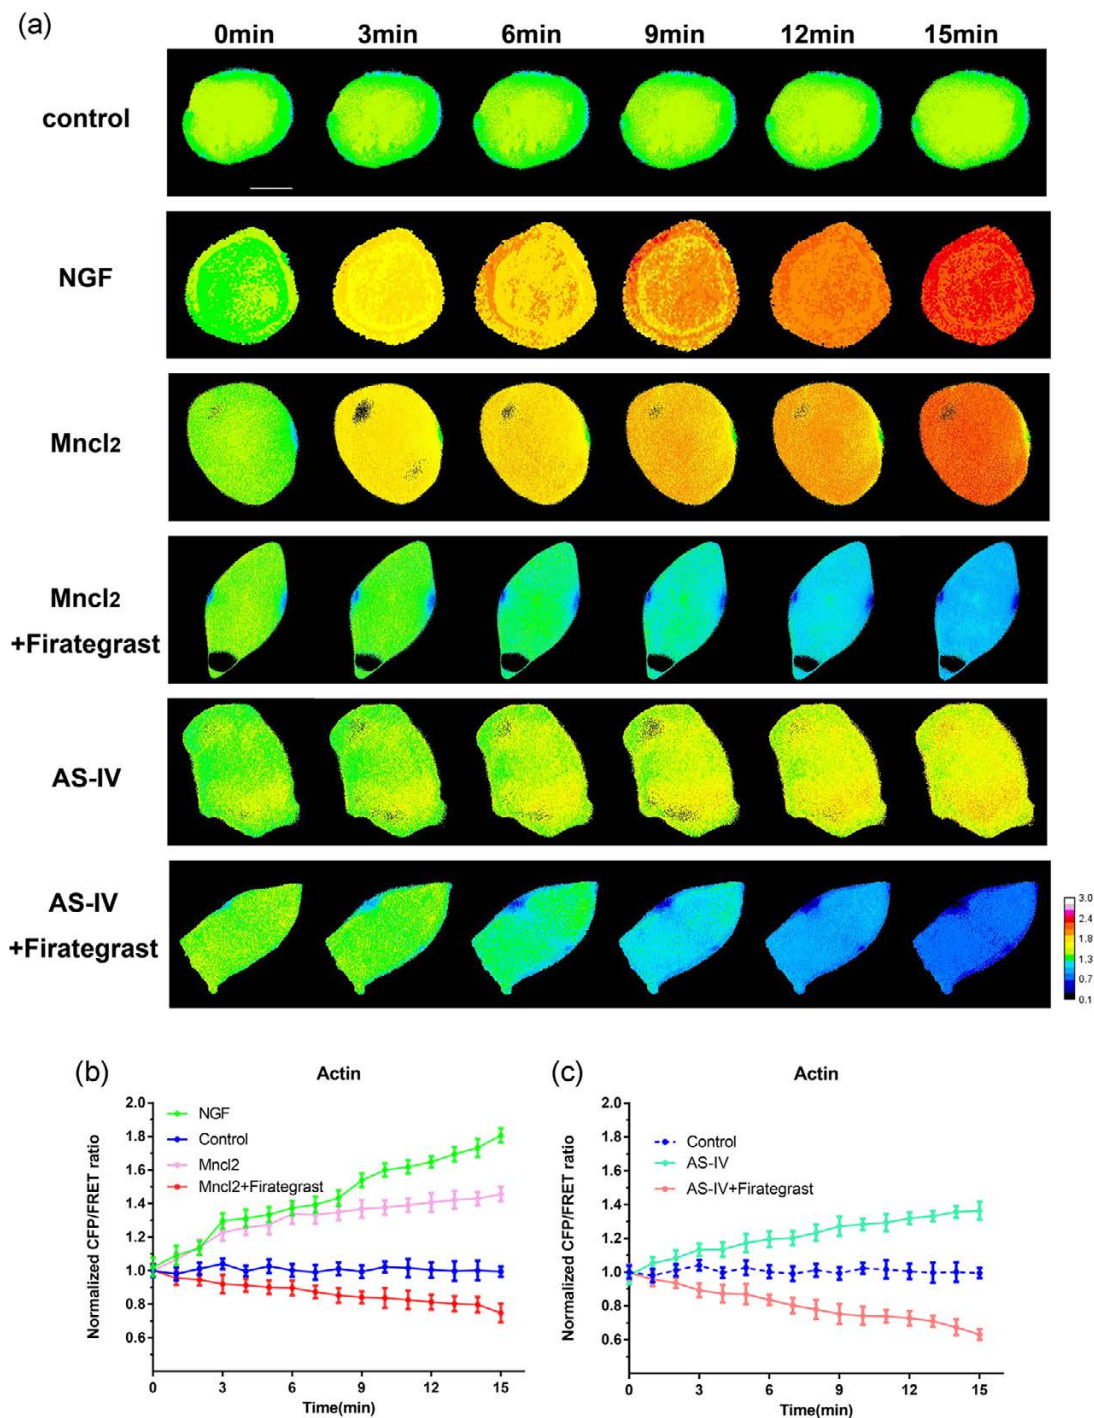 (a)
0min 3min 6min 9min 12min 15min
control
NGF
Mncl2
Mncl2
+Firategrast
AS-IV
AS-IV
+Firategrast
3.0
2.4
1.8
1.3
0.7
0.1
(b)
Actin
Normalized CFP/FRET ratio
2.0
1.8
1.6
1.4
1.2
1.0
0.8
0.6
NGF
Control
Mncl2
Mncl2+Firategrast
0 3 6 9 12 15
Time(min)
(c)
Actin
Normalized CFP/FRET ratio
2.0
1.8
1.6
1.4
1.2
1.0
0.8
0.6
Control
AS-IV
AS-IV+Firategrast
0 3 6 9 12 15
Time(min)